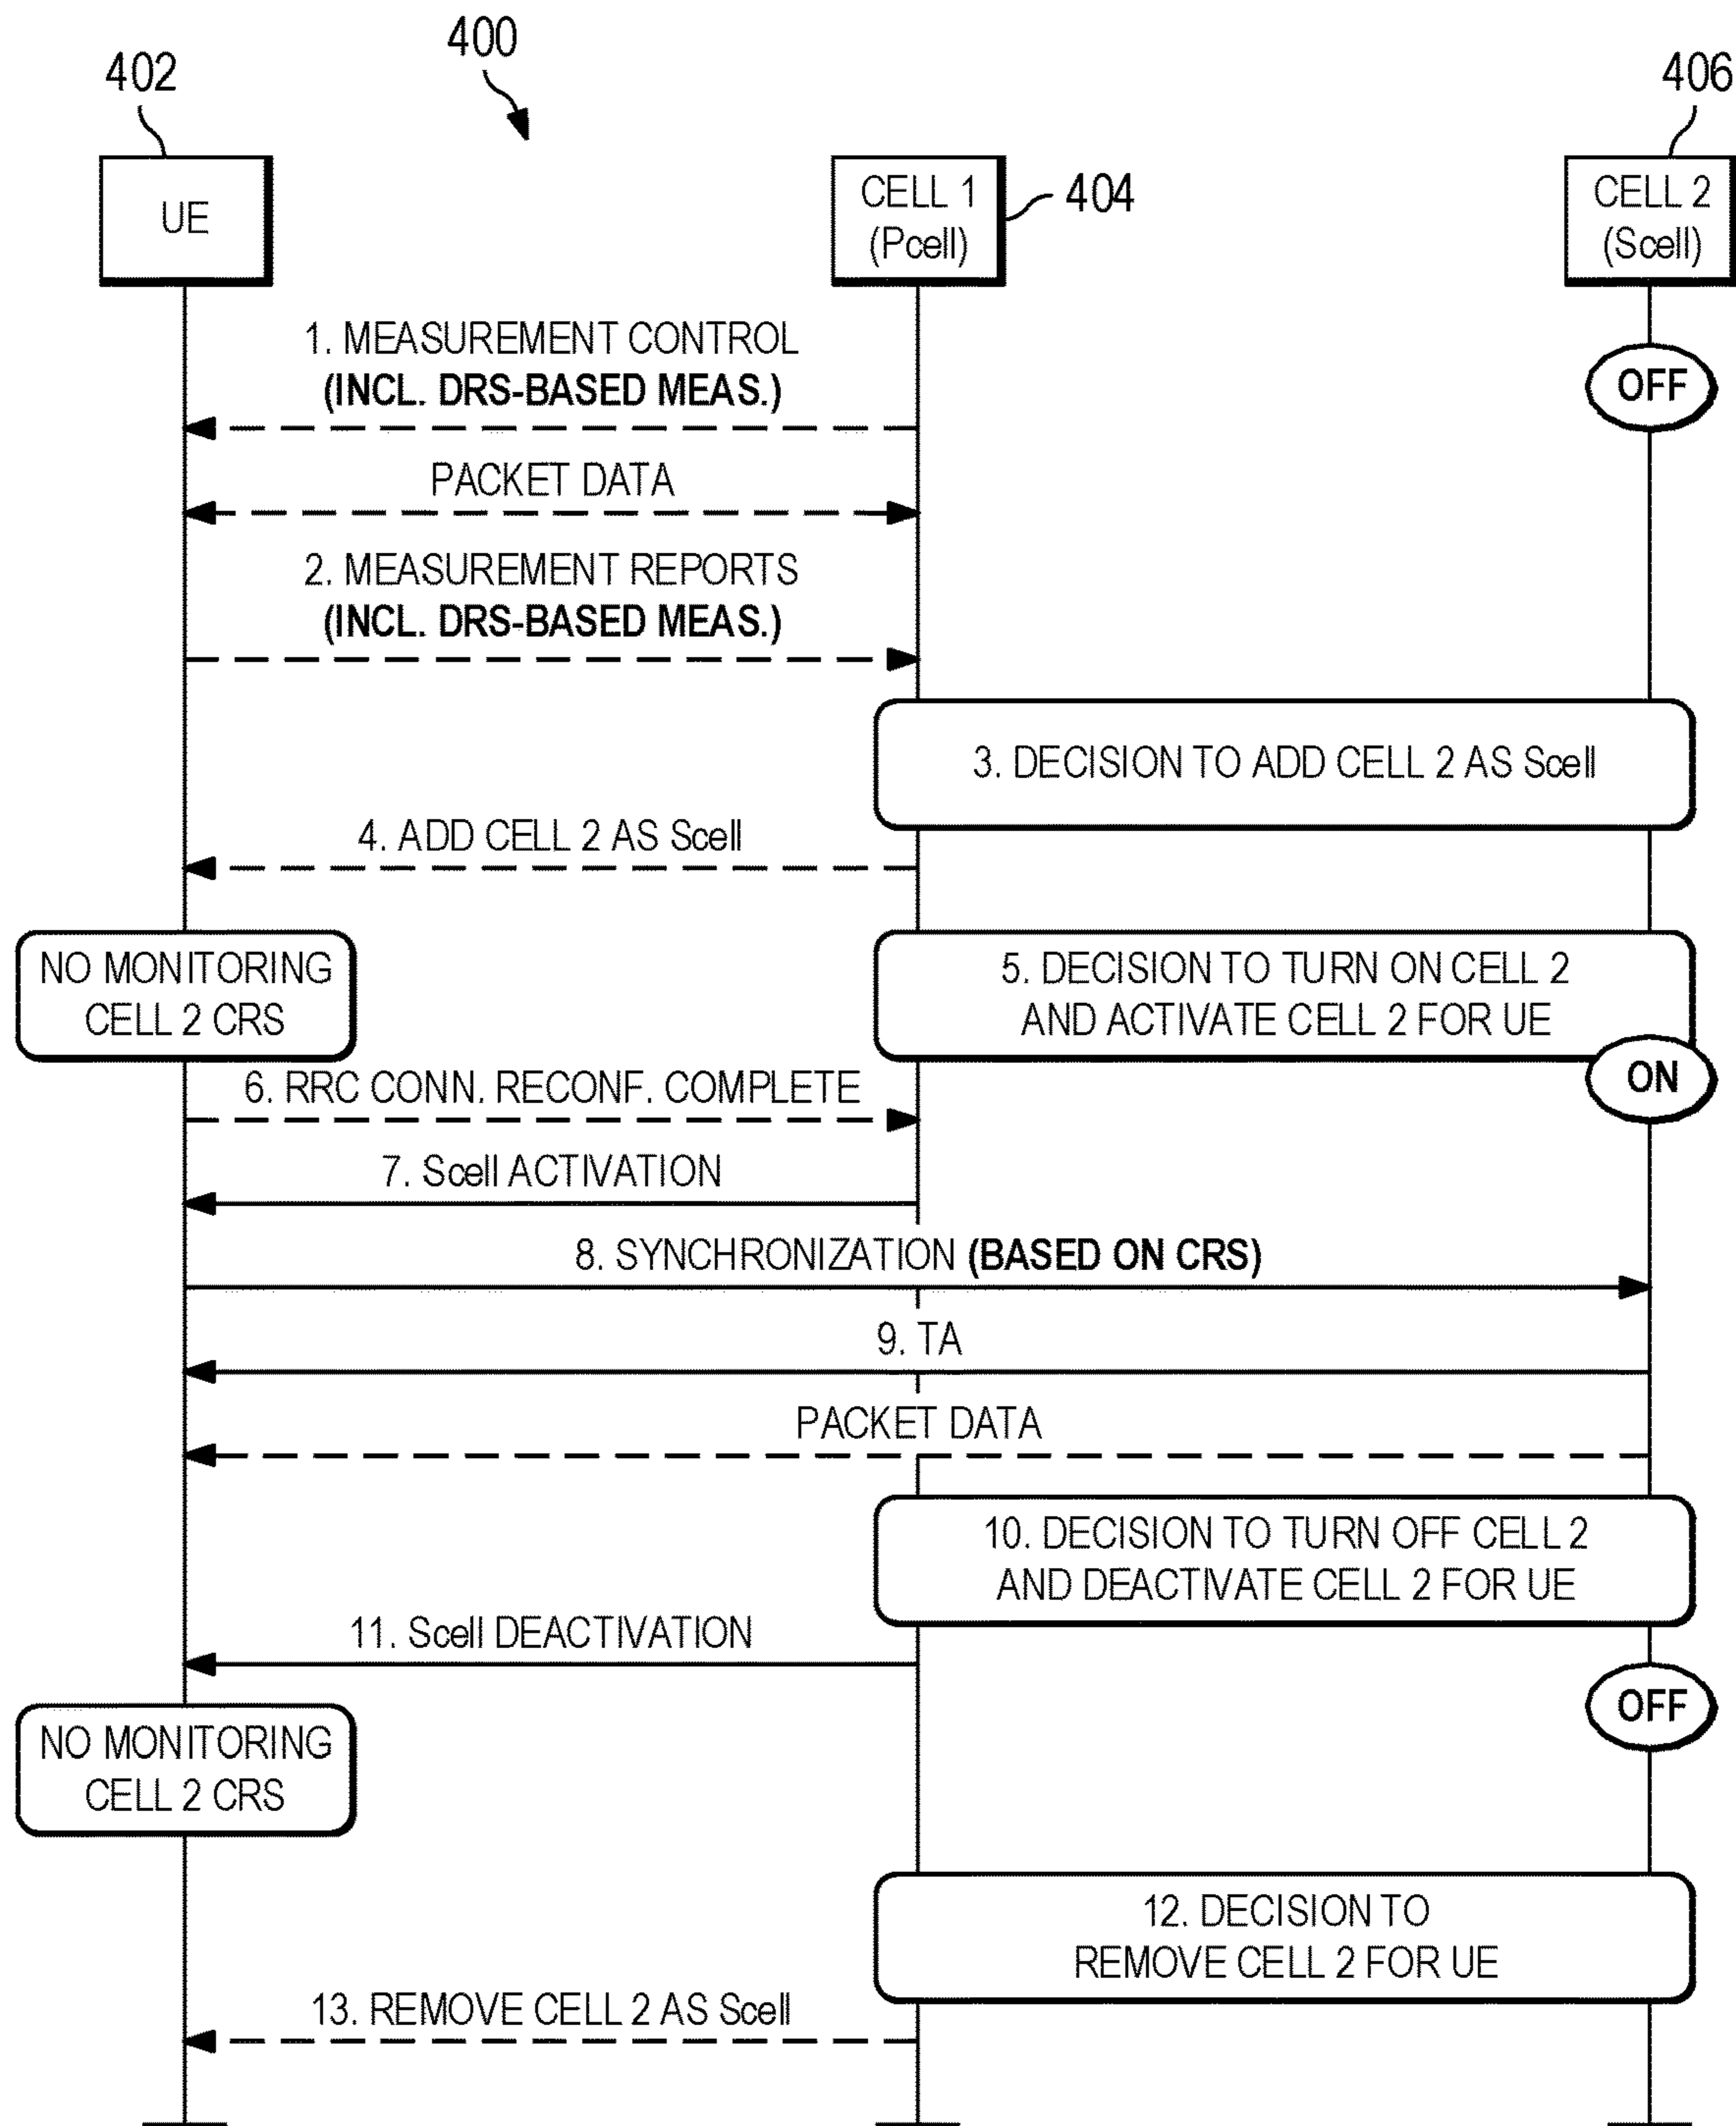 400
402
406
UE
CELL 1
(Pcell)
404
CELL 2
(Scell)
1. MEASUREMENT CONTROL
(INCL. DRS-BASED MEAS.)
OFF
PACKET DATA
2. MEASUREMENT REPORTS
(INCL. DRS-BASED MEAS.)
3. DECISION TO ADD CELL 2 AS Scell
4. ADD CELL 2 AS Scell
NO MONITORING
CELL 2 CRS
5. DECISION TO TURN ON CELL 2
AND ACTIVATE CELL 2 FOR UE
ON
6. RRC CONN. RECONF. COMPLETE
7. Scell ACTIVATION
8. SYNCHRONIZATION (BASED ON CRS)
9. TA
PACKET DATA
10. DECISION TO TURN OFF CELL 2
AND DEACTIVATE CELL 2 FOR UE
11. Scell DEACTIVATION
OFF
NO MONITORING
CELL 2 CRS
12. DECISION TO
REMOVE CELL 2 FOR UE
13. REMOVE CELL 2 AS Scell